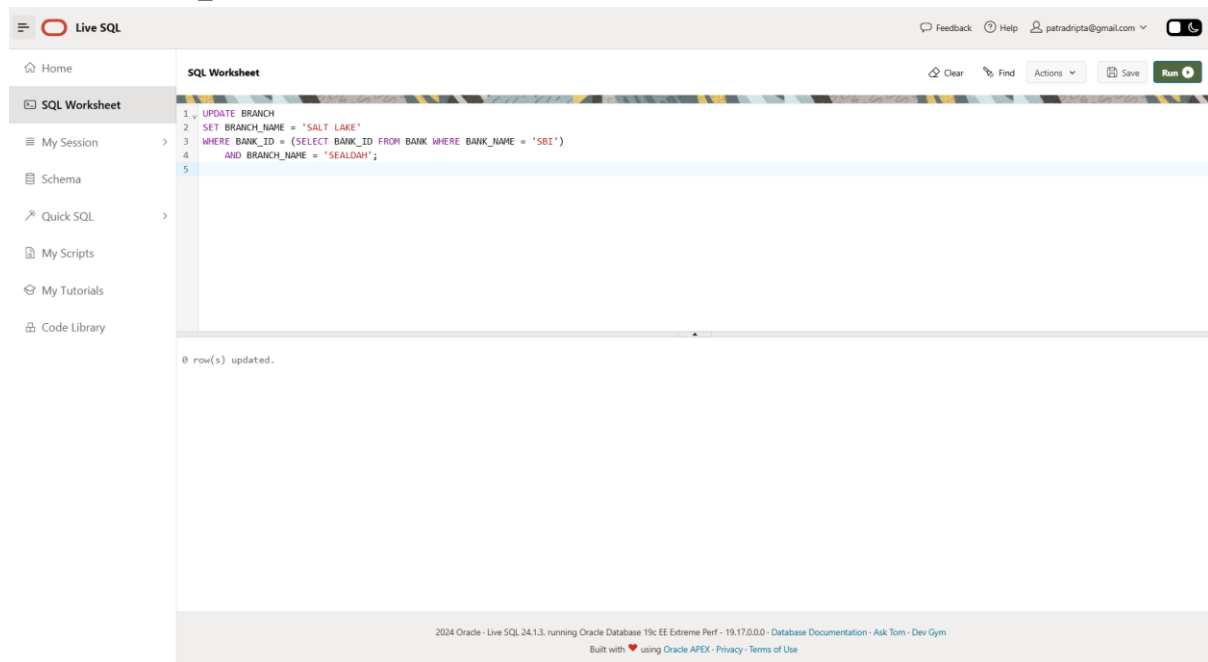 Live SQL
Feedback Help patradripta@gmail.com
Home
SQL Worksheet
My Session
Schema
Quick SQL
My Scripts
My Tutorials
Code Library
SQL Worksheet
Clear Find Actions Save Run
1 UPDATE BRANCH
2 SET BRANCH_NAME = 'SALT LAKE'
3 WHERE BANK_ID = (SELECT BANK_ID FROM BANK WHERE BANK_NAME = 'SBI')
4 AND BRANCH_NAME = 'SEALDAH';
5
0 row(s) updated.
2024 Oracle · Live SQL 24.1.3, running Oracle Database 19c EE Extreme Perf - 19.17.0.0.0 · Database Documentation · Ask Tom · Dev Gym
Built with ❤ using Oracle APEX · Privacy · Terms of Use